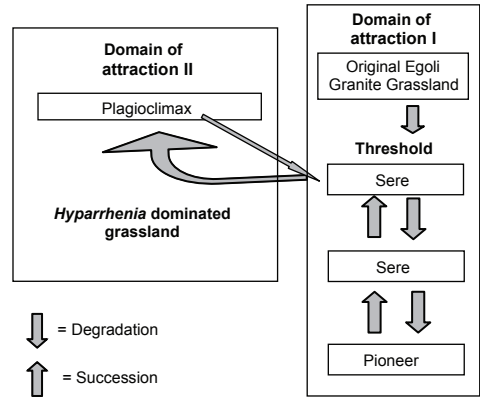 Domain of
attraction II
Plagioclimax
Hyparrhenia dominated
grassland
Domain of
attraction I
Original Egoli
Granite Grassland
Threshold
Sere
Sere
Pioneer
= Degradation
= Succession